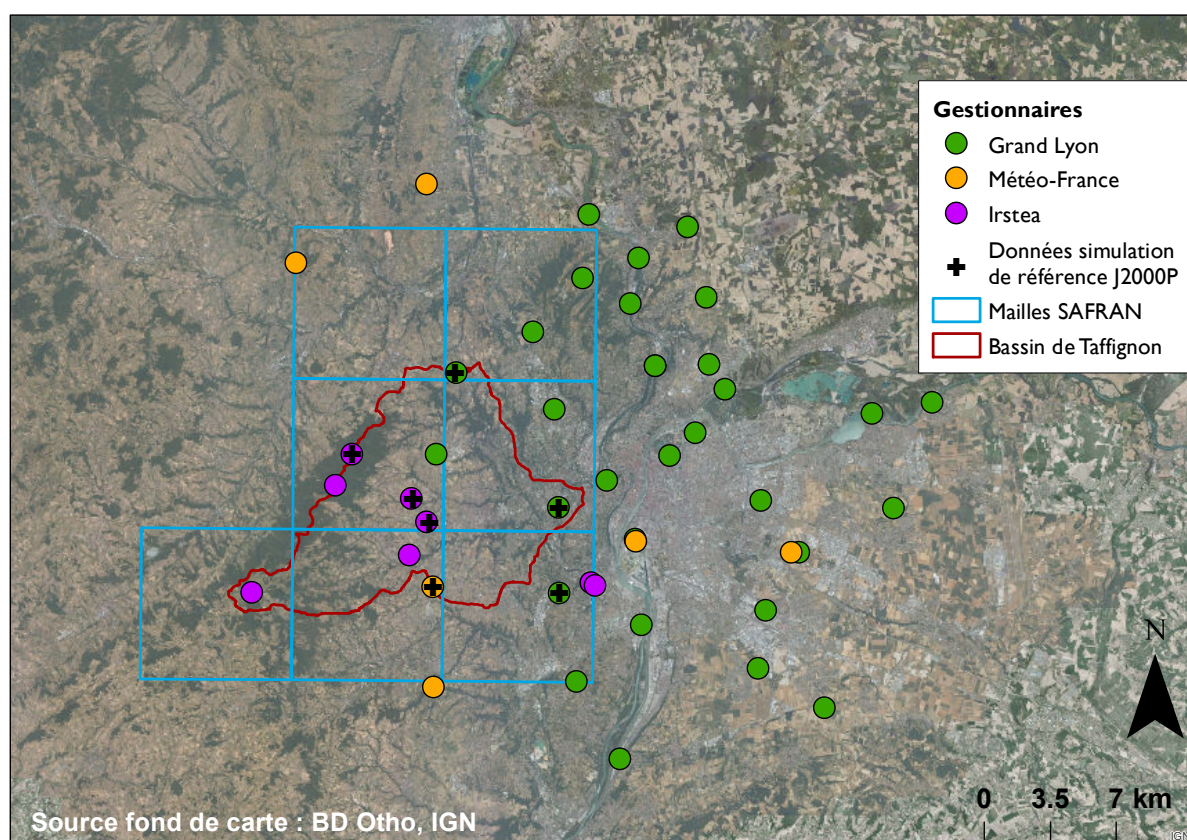 Gestionnaires
Grand Lyon
Météo-France
Irstea
Données simulation
de référence J2000P
Mailles SAFRAN
Bassin de Taffignon
N
0 3.5 7 km
Source fond de carte : BD Otho, IGN
IGN